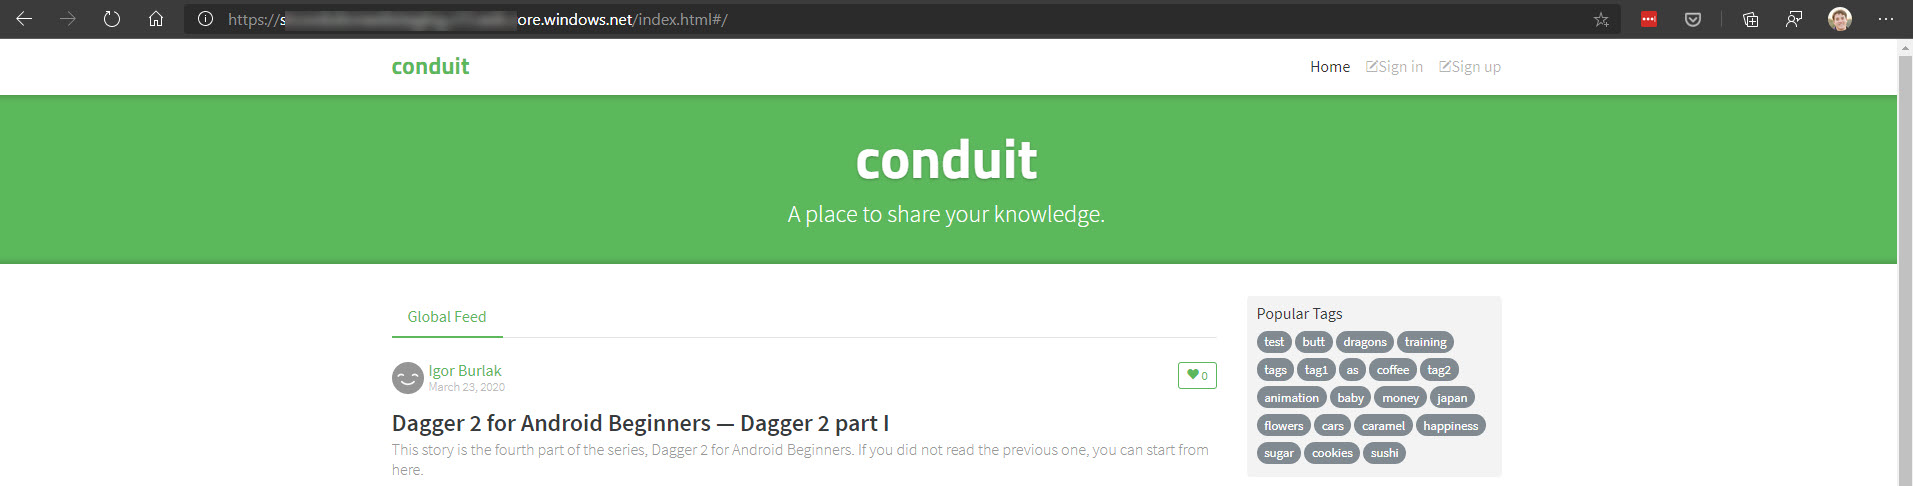 https://s ore.windows.net/index.html#/
conduit
Home Sign in Sign up
conduit
A place to share your knowledge.
Global Feed
Igor Burlak
March 23, 2020
0
Dagger 2 for Android Beginners — Dagger 2 part I
This story is the fourth part of the series, Dagger 2 for Android Beginners. If you did not read the previous one, you can start from
here.
Popular Tags
test butt dragons training
tags tag1 as coffee tag2
animation baby money japan
flowers cars caramel happiness
sugar cookies sushi